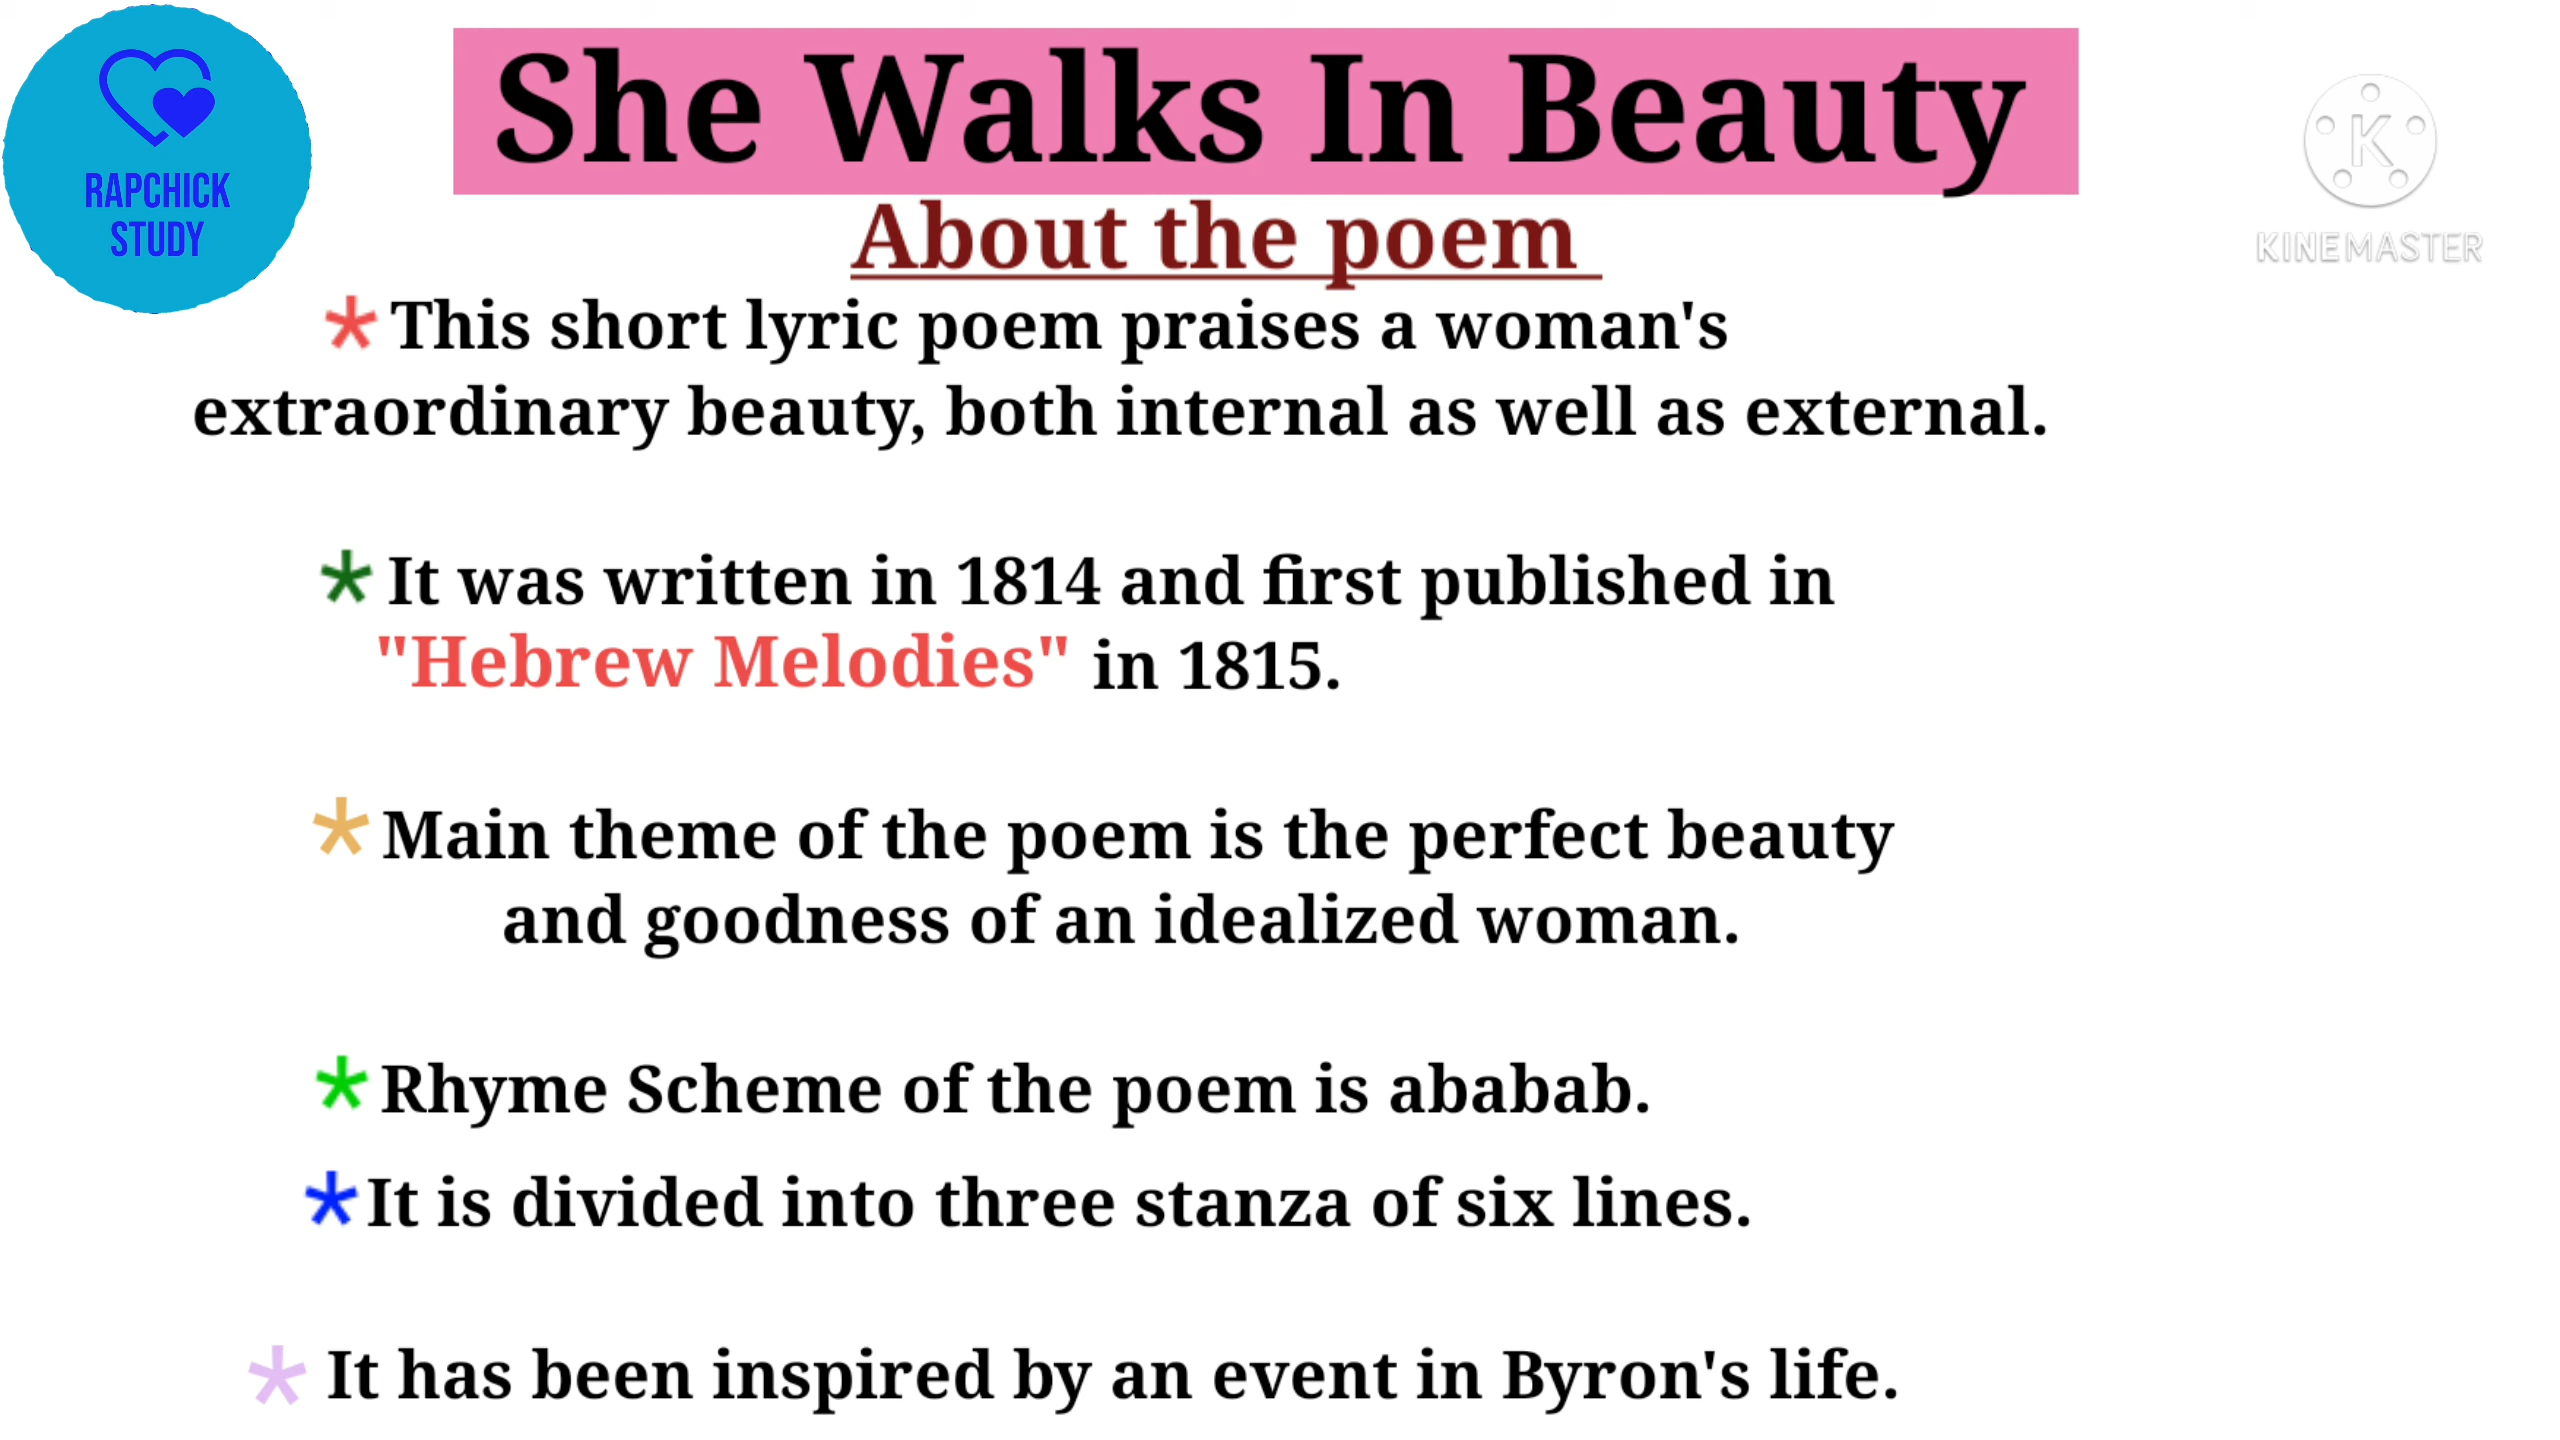 RAPCHICK
STUDY
She Walks In Beauty
KINEMASTER
About the poem
* This short lyric poem praises a woman's
extraordinary beauty, both internal as well as external.
* It was written in 1814 and first published in
"Hebrew Melodies" in 1815.
* Main theme of the poem is the perfect beauty
and goodness of an idealized woman.
* Rhyme Scheme of the poem is ababab.
* It is divided into three stanza of six lines.
* It has been inspired by an event in Byron's life.